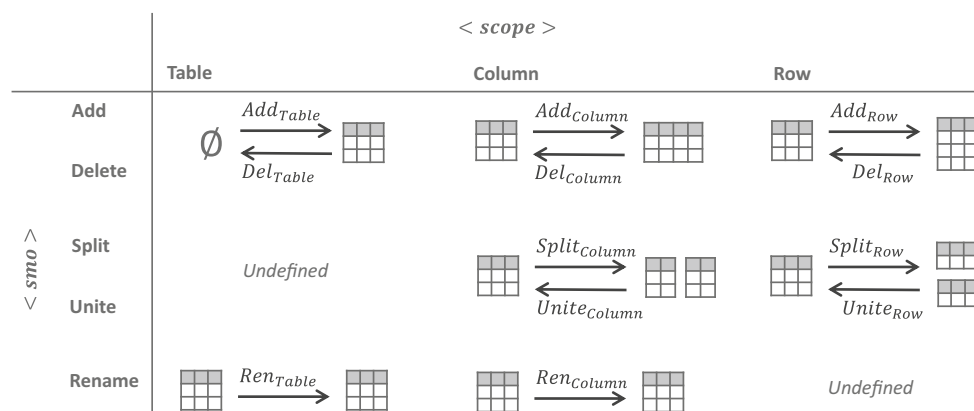 < scope >
Table Column Row
Add
Delete
Split
Unite
Rename
< smo >
∅ Add_Table Del_Table
Add_Column Del_Column
Add_Row Del_Row
Undefined
Split_Column Unite_Column
Split_Row Unite_Row
Ren_Table
Ren_Column
Undefined